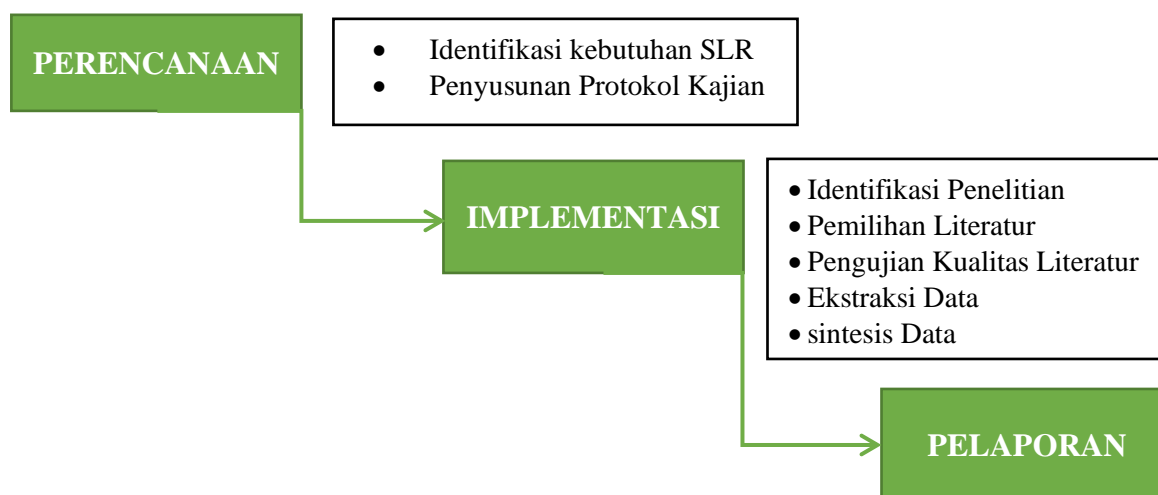 PERENCANAAN
• Identifikasi kebutuhan SLR
• Penyusunan Protokol Kajian
IMPLEMENTASI
• Identifikasi Penelitian
• Pemilihan Literatur
• Pengujian Kualitas Literatur
• Ekstraksi Data
• sintesis Data
PELAPORAN